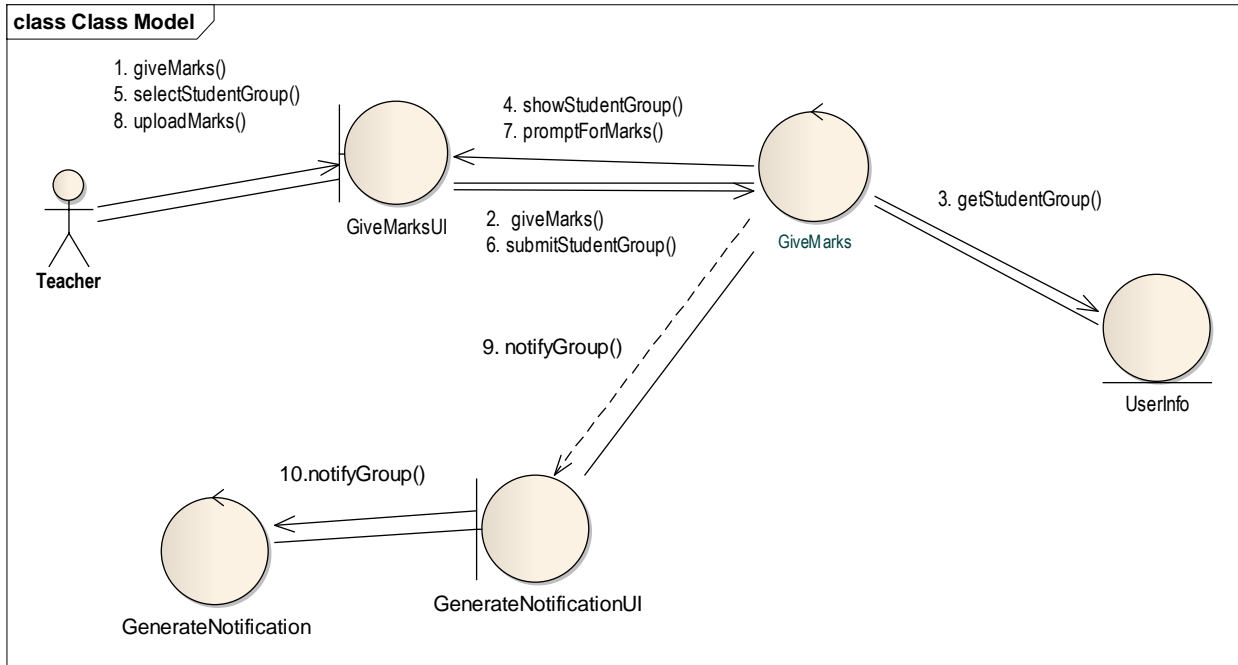 class Class Model
1. giveMarks()
5. selectStudentGroup()
8. uploadMarks()
4. showStudentGroup()
7. promptForMarks()
GiveMarksUI
2. giveMarks()
6. submitStudentGroup()
GiveMarks
3. getStudentGroup()
Teacher
9. notifyGroup()
UserInfo
10.notifyGroup()
GenerateNotificationUI
GenerateNotification